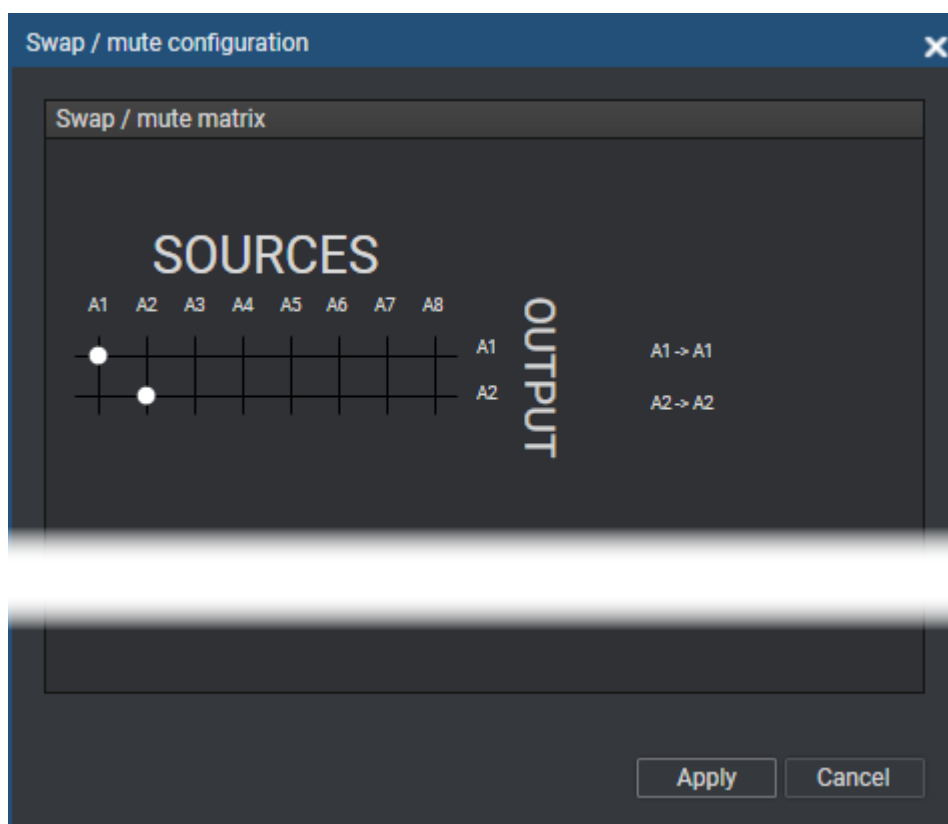 Swap / mute configuration
Swap / mute matrix
SOURCES
A1 A2 A3 A4 A5 A6 A7 A8
OUTPUT
A1
A2
A1 -> A1
A2 -> A2
Apply
Cancel